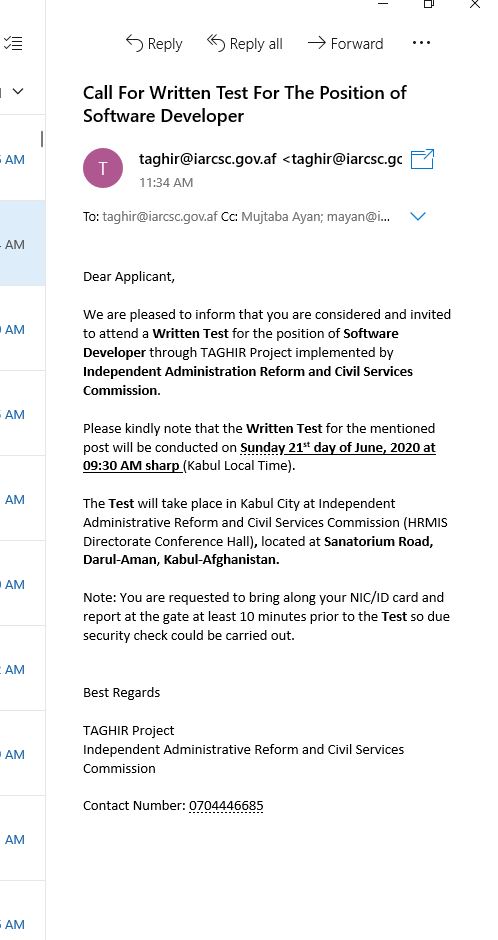 Reply
Reply all
Forward
Call For Written Test For The Position of
Software Developer
T
taghir@iarcsc.gov.af <taghir@iarcsc.gc
11:34 AM
To: taghir@iarcsc.gov.af Cc: Mujtaba Ayan; mayan@i...
Dear Applicant,
We are pleased to inform that you are considered and invited
to attend a Written Test for the position of Software
Developer through TAGHIR Project implemented by
Independent Administration Reform and Civil Services
Commission.
Please kindly note that the Written Test for the mentioned
post will be conducted on Sunday 21st day of June, 2020 at
09:30 AM sharp (Kabul Local Time).
The Test will take place in Kabul City at Independent
Administrative Reform and Civil Services Commission (HRMIS
Directorate Conference Hall), located at Sanatorium Road,
Darul-Aman, Kabul-Afghanistan.
Note: You are requested to bring along your NIC/ID card and
report at the gate at least 10 minutes prior to the Test so due
security check could be carried out.
Best Regards
TAGHIR Project
Independent Administrative Reform and Civil Services
Commission
Contact Number: 0704446685
AM
AM
AM
AM
AM
AM
AM
AM
AM
AM